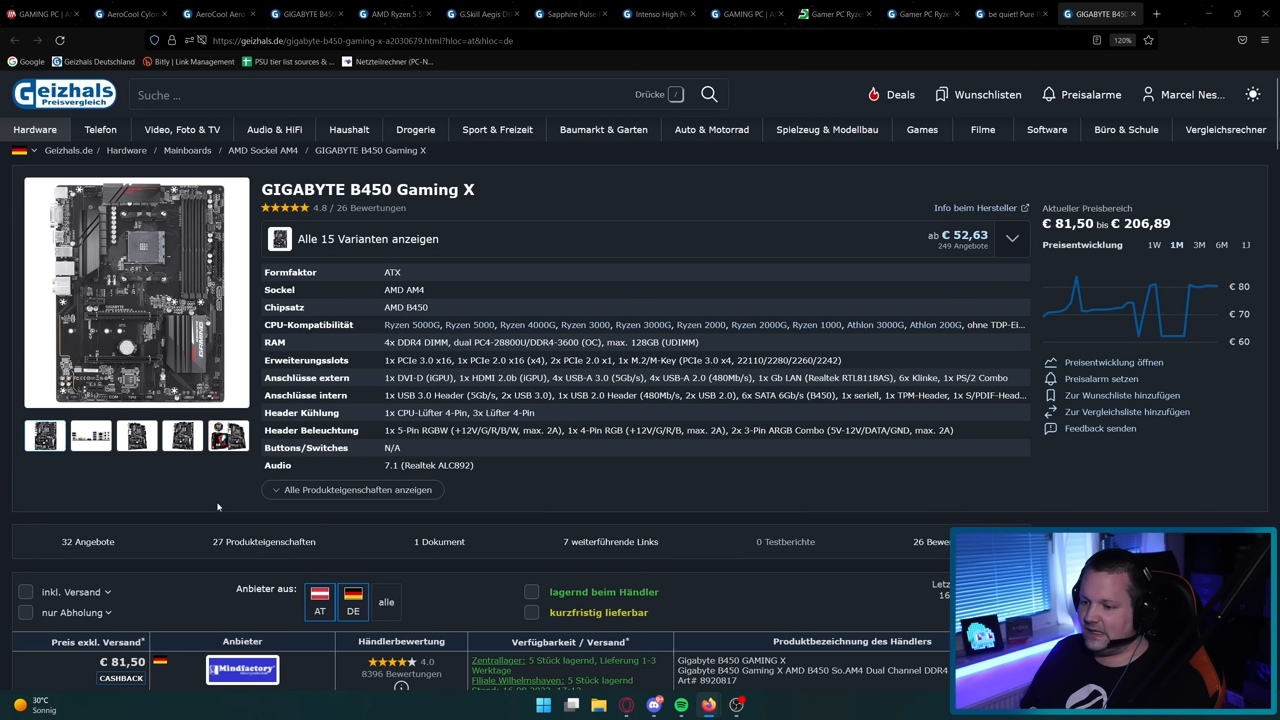 GAMING PC | A
AeroCool Cylon
AeroCool Aero
GIGABYTE B450
AMD Ryzen 5 5
G.Skill Aegis DI
Sapphire Pulse
Intenso High Pe
GAMING PC | A
Gamer PC Ryze
Gamer PC Ryze
be quiet! Pure P
GIGABYTE B450
https://geizhals.de/gigabyte-b450-gaming-x-a2030679.html?hloc=at&hloc=de
120%
Google
Geizhals Deutschland
Bitly | Link Management
PSU tier list sources & ...
Netzteilrechner (PC-N...
Geizhals
Preisvergleich
Suche ...
Drücke /
Deals
Wunschlisten
Preisalarme
Marcel Nes...
Hardware
Telefon
Video, Foto & TV
Audio & HiFi
Haushalt
Drogerie
Sport & Freizeit
Baumarkt & Garten
Auto & Motorrad
Spielzeug & Modellbau
Games
Filme
Software
Büro & Schule
Vergleichsrechner
Geizhals.de / Hardware / Mainboards / AMD Sockel AM4 / GIGABYTE B450 Gaming X
GIGABYTE B450 Gaming X
4.8 / 26 Bewertungen
Info beim Hersteller
Alle 15 Varianten anzeigen
ab € 52,63
249 Angebote
Formfaktor ATX
Sockel AMD AM4
Chipsatz AMD B450
CPU-Kompatibilität Ryzen 5000G, Ryzen 5000, Ryzen 4000G, Ryzen 3000, Ryzen 3000G, Ryzen 2000, Ryzen 2000G, Ryzen 1000, Athlon 3000G, Athlon 200G, ohne TDP-Ei...
RAM 4x DDR4 DIMM, dual PC4-28800U/DDR4-3600 (OC), max. 128GB (UDIMM)
Erweiterungsslots 1x PCIe 3.0 x16, 1x PCIe 2.0 x16 (x4), 2x PCIe 2.0 x1, 1x M.2/M-Key (PCIe 3.0 x4, 22110/2280/2260/2242)
Anschlüsse extern 1x DVI-D (iGPU), 1x HDMI 2.0 (iGPU), 4x USB-A 3.0 (5Gb/s), 4x USB-A 2.0 (480Mb/s), 1x Gb LAN (Realtek RTL8118AS), 6x Klinke, 1x PS/2 Combo
Anschlüsse intern 1x USB 3.0 Header (5Gb/s, 2x USB 3.0), 1x USB 2.0 Header (480Mb/s, 2x USB 2.0), 6x SATA 6Gb/s (B450), 1x seriell, 1x TPM-Header, 1x S/PDIF-Head...
Header Kühlung 1x CPU-Lüfter 4-Pin, 3x Lüfter 4-Pin
Header Beleuchtung 1x 5-Pin RGBW (+12V/G/R/B/W, max. 2A), 1x 4-Pin RGB (+12V/G/R/B, max. 2A), 2x 3-Pin ARGB Combo (5V-12V/DATA/GND, max. 2A)
Buttons/Switches N/A
Audio 7.1 (Realtek ALC892)
Alle Produkteigenschaften anzeigen
Aktueller Preisbereich
€ 81,50 bis € 206,89
Preisentwicklung 1W 1M 3M 6M 1J
€ 80
€ 70
€ 60
Preisentwicklung öffnen
Preisalarm setzen
Zur Wunschliste hinzufügen
Zur Vergleichsliste hinzufügen
Feedback senden
32 Angebote
27 Produkteigenschaften
1 Dokument
7 weiterführende Links
0 Testberichte
26 Bewe
inkl. Versand
nur Abholung
Anbieter aus:
AT
DE
alle
lagernd beim Händler
kurzfristig lieferbar
Letz
16
Preis exkl. Versand*
Anbieter
Händlerbewertung
Verfügbarkeit / Versand*
Produktbezeichnung des Händlers
€ 81,50
CASHBACK
Mindfactory
4.0
8396 Bewertungen
Zentrallager: 5 Stück lagernd, Lieferung 1-3
Werktage
Filiale Wilhelmshaven: 5 Stück lagernd
Stand: 16.08.2022, 17:12
Gigabyte B450 GAMING X
Gigabyte B450 Gaming X AMD B450 So.AM4 Dual Channel DDR4
Art# 8920817
30°C
Sonnig